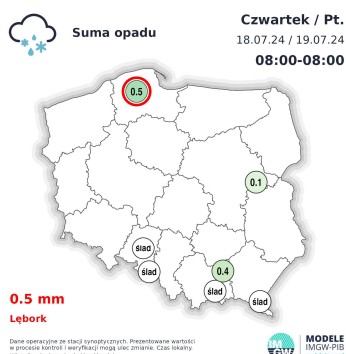 Suma opadu
Czwartek / Pt.
18.07.24 / 19.07.24
08:00-08:00
0.5
0.1
ślad
ślad
0.4
ślad
ślad
0.5 mm
Lębork
Dane operacyjne ze stacji synoptycznych. Prezentowane wartości
w procesie kontroli i weryfikacji mogą ulec zmianie. Czas lokalny.
IM
GW
MODELE
IMGW-PIB